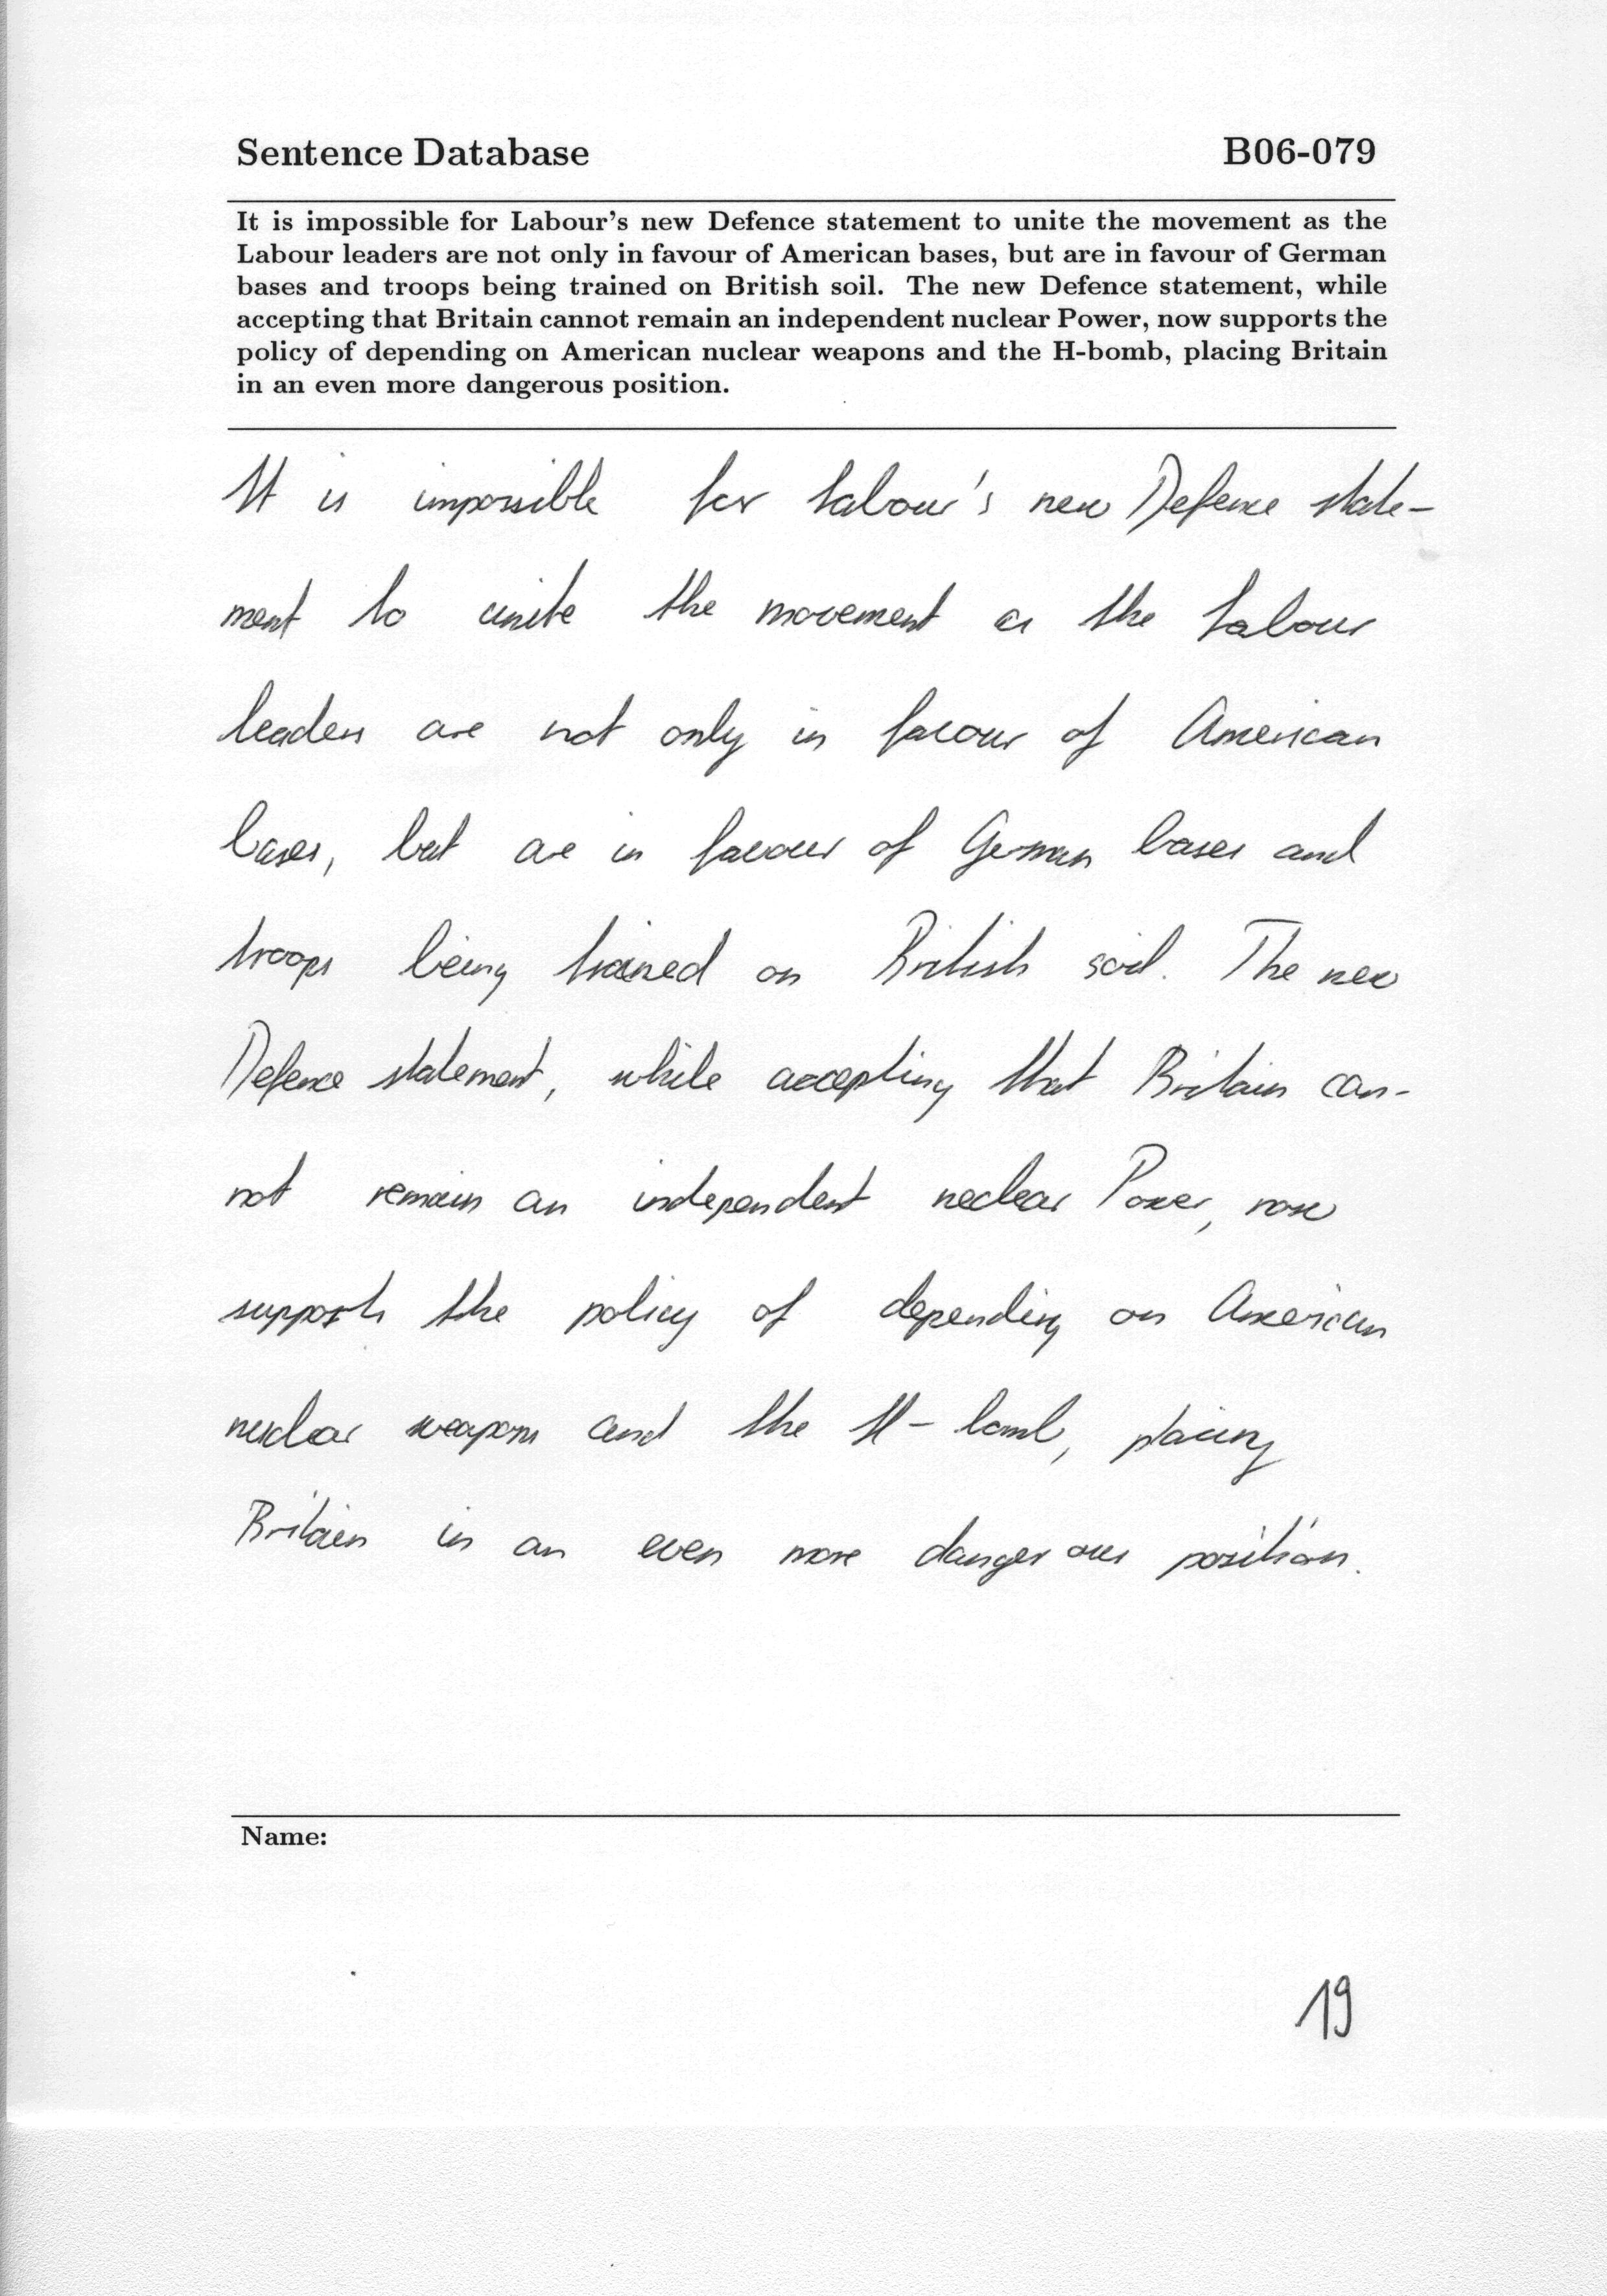 Sentence Database B06-079
It is impossible for Labour's new Defence statement to unite the movement as the
Labour leaders are not only in favour of American bases, but are in favour of German
bases and troops being trained on British soil. The new Defence statement, while
accepting that Britain cannot remain an independent nuclear Power, now supports the
policy of depending on American nuclear weapons and the H-bomb, placing Britain
in an even more dangerous position.
It is impossible for Labour's new Defence state-
ment to unite the movement as the Labour
leaders are not only in favour of American
bases, but are in favour of German bases and
troops being trained on British soil. The new
Defence statement, while accepting that Britain can-
not remain an independent nuclear Power, now
supports the policy of depending on American
nuclear weapons and the H-bomb, placing
Britain in an even more dangerous position.
Name:
19